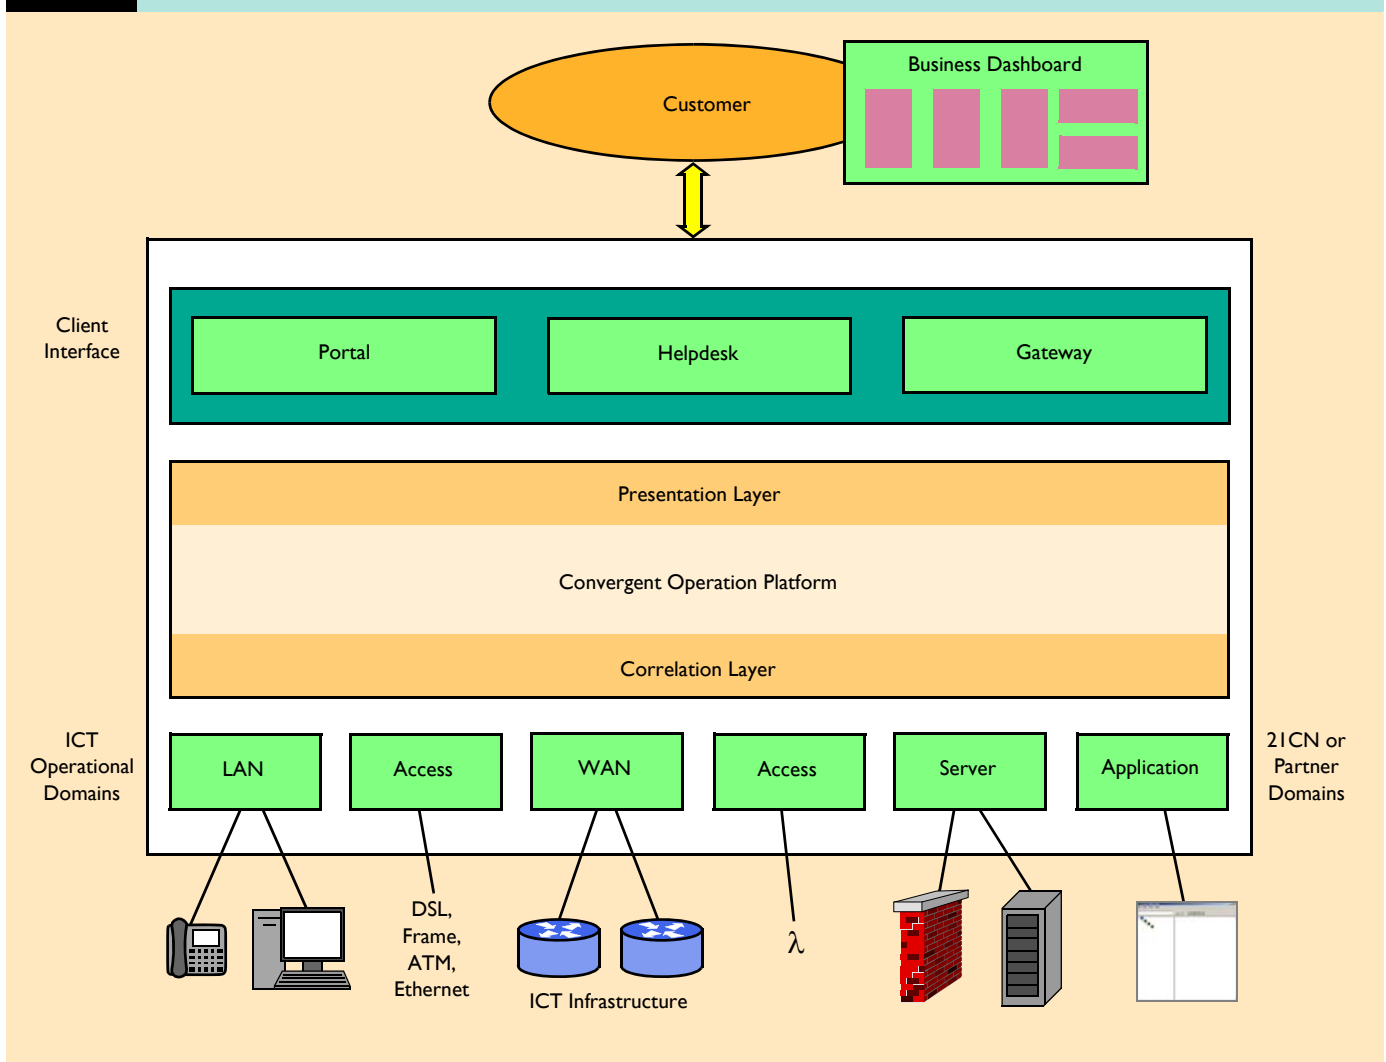 Business Dashboard
Customer
Client
Interface
Portal
Helpdesk
Gateway
Presentation Layer
Convergent Operation Platform
Correlation Layer
ICT
Operational
Domains
LAN
Access
WAN
Access
Server
Application
21CN or
Partner
Domains
DSL,
Frame,
ATM,
Ethernet
λ
ICT Infrastructure